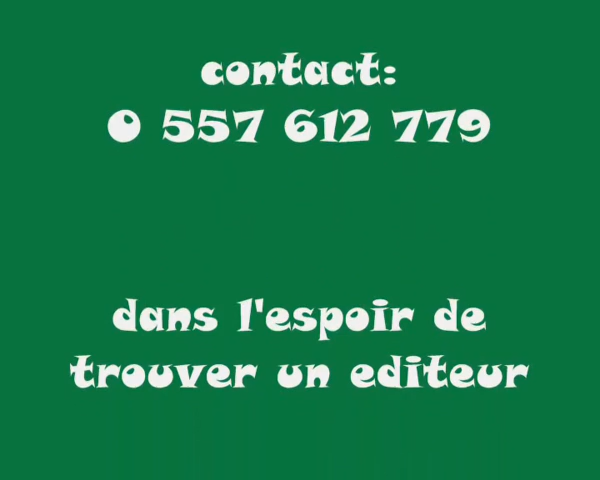 contact:
0 557 612 779
dans l'espoir de
trouver un editeur